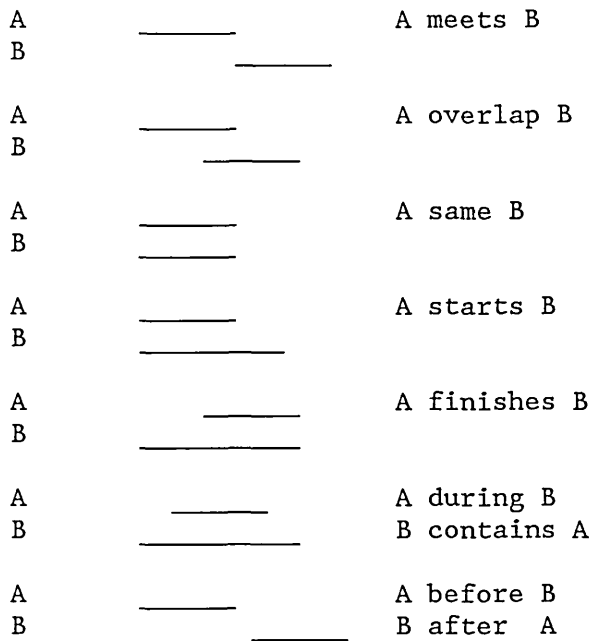 A A meets B
B
A A overlap B
B
A A same B
B
A A starts B
B
A A finishes B
B
A A during B
B B contains A
A A before B
B B after A